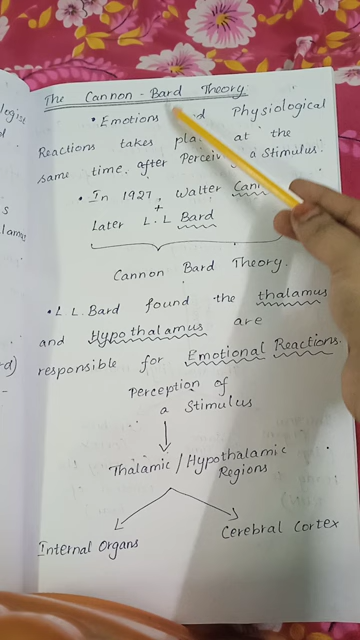 The Cannon - Bard Theory
• Emotions Physiological
Reactions takes at the
same time. after a Stimulus.
• In 1927, Walter
+
Later L.L Bard
Cannon Bard Theory.
• L L. Bard found the thalamus
and Hypothalamus are
responsible for Emotional Reactions.
Perception of
a Stimulus
Thalamic / Hypothalamic
Regions
Internal Organs
Cerebral Cortex